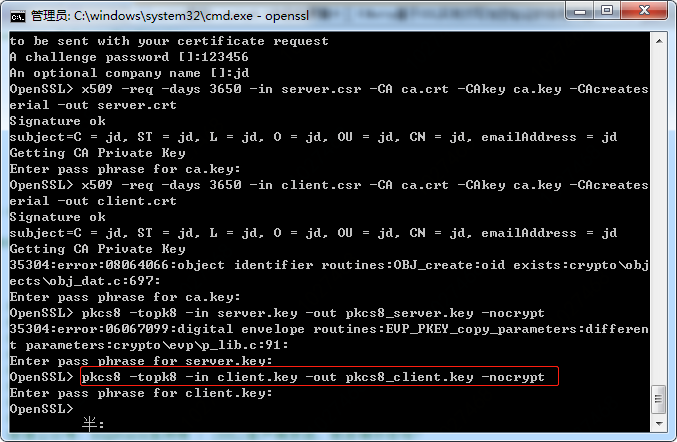 管理员: C:\windows\system32\cmd.exe - openssl
to be sent with your certificate request
A challenge password []:123456
An optional company name []:jd
OpenSSL> x509 -req -days 3650 -in server.csr -CA ca.crt -CAkey ca.key -CAcreates
erial -out server.crt
Signature ok
subject=C = jd, ST = jd, L = jd, O = jd, OU = jd, CN = jd, emailAddress = jd
Getting CA Private Key
Enter pass phrase for ca.key:
OpenSSL> x509 -req -days 3650 -in client.csr -CA ca.crt -CAkey ca.key -CAcreates
erial -out client.crt
Signature ok
subject=C = jd, ST = jd, L = jd, O = jd, OU = jd, CN = jd, emailAddress = jd
Getting CA Private Key
35304:error:08064066:object identifier routines:OBJ_create:oid exists:crypto\obj
ects\obj_dat.c:697:
Enter pass phrase for ca.key:
OpenSSL> pkcs8 -topk8 -in server.key -out pkcs8_server.key -nocrypt
35304:error:06067099:digital envelope routines:EVP_PKEY_copy_parameters:differen
t parameters:crypto\evp\p_lib.c:91:
Enter pass phrase for server.key:
OpenSSL> pkcs8 -topk8 -in client.key -out pkcs8_client.key -nocrypt
Enter pass phrase for client.key:
OpenSSL>
半: